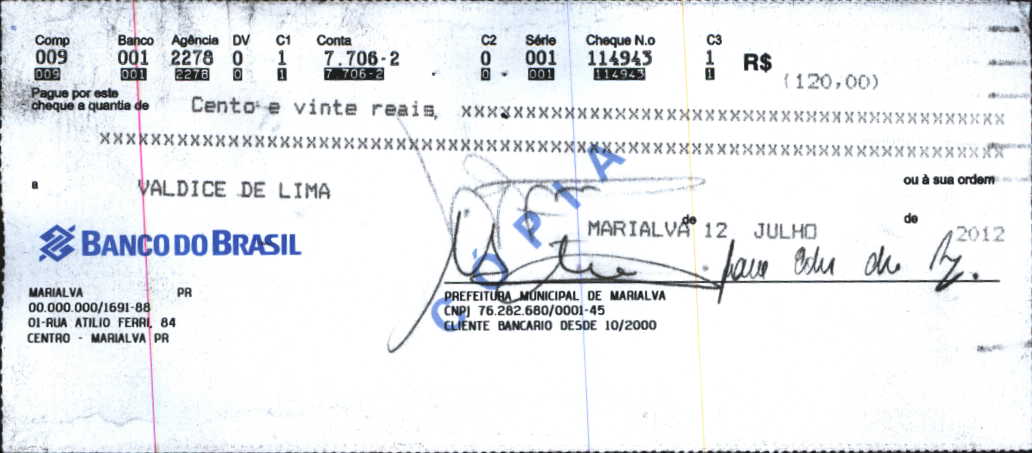 Comp Banco Agência DV C1 Conta C2 Série Cheque N.o C3
009 001 2278 0 1 7.706-2 0 001 114943 1 R$
009 001 2278 0 1 7.706-2 0 001 114943 1 (120,00)
Pague por este
cheque a quantia de Cento e vinte reais, xxxxxxxxxxxxxxxxxxxxxxxxxxxxxxxxxxxxxxxxxxx
xxxxxxxxxxxxxxxxxxxxxxxxxxxxxxxxxxxxxxxxxxxxxxxxxxxxxxxxxxxxxxxxxxxxxxxx
a VALDICE DE LIMA ou à sua ordem
CÓPIA
MARIALVA de 12 JULHO de 2012
BANCO DO BRASIL
MARIALVA PR
00.000.000/1691-88
01-RUA ATILIO FERRI, 84
CENTRO - MARIALVA PR
PREFEITURA MUNICIPAL DE MARIALVA
CNPJ 76.282.680/0001-45
CLIENTE BANCARIO DESDE 10/2000